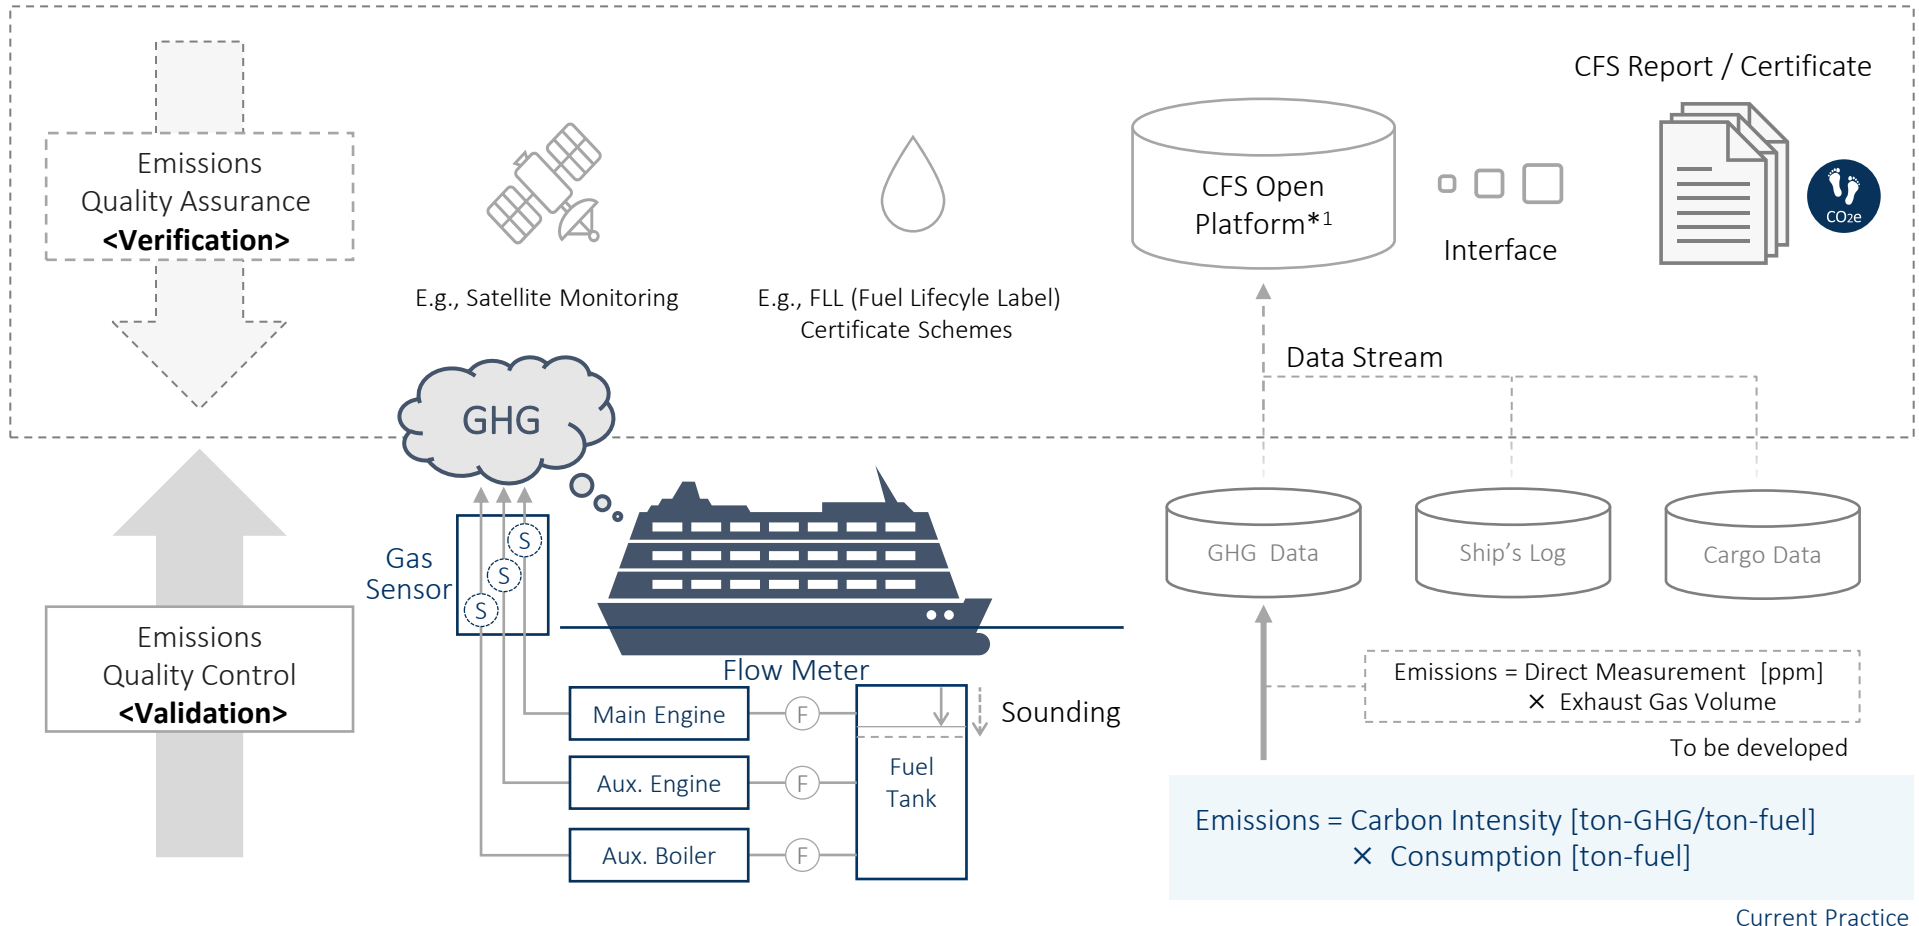 CFS Report / Certificate
Emissions
Quality Assurance
<Verification>
CFS Open
Platform*1
Interface
CO2e
E.g., Satellite Monitoring
E.g., FLL (Fuel Lifecyle Label)
Certificate Schemes
Data Stream
GHG
Gas
Sensor
S
S
S
GHG Data
Ship's Log
Cargo Data
Emissions
Quality Control
<Validation>
Flow Meter
Main Engine
F
Aux. Engine
F
Aux. Boiler
F
Fuel
Tank
Sounding
Emissions = Direct Measurement [ppm]
× Exhaust Gas Volume
To be developed
Emissions = Carbon Intensity [ton-GHG/ton-fuel]
× Consumption [ton-fuel]
Current Practice